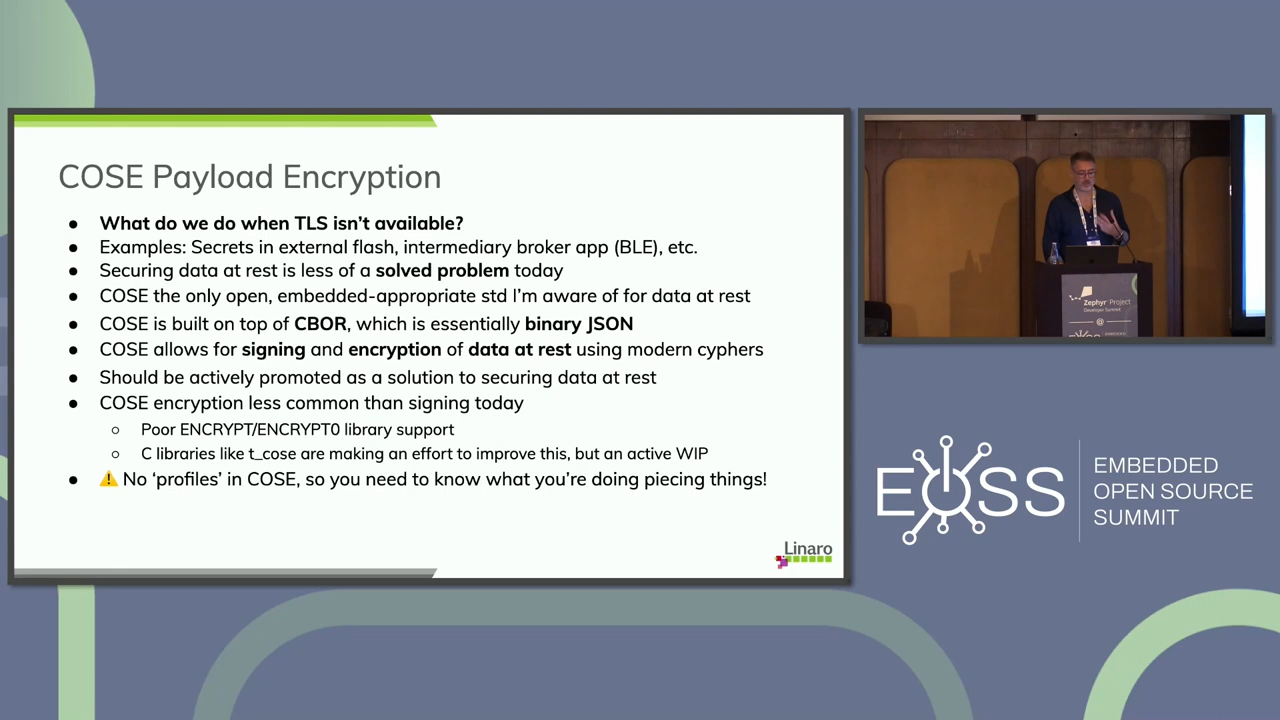 COSE Payload Encryption
● What do we do when TLS isn't available?
● Examples: Secrets in external flash, intermediary broker app (BLE), etc.
● Securing data at rest is less of a solved problem today
● COSE the only open, embedded-appropriate std I'm aware of for data at rest
● COSE is built on top of CBOR, which is essentially binary JSON
● COSE allows for signing and encryption of data at rest using modern cyphers
● Should be actively promoted as a solution to securing data at rest
● COSE encryption less common than signing today
○ Poor ENCRYPT/ENCRYPT0 library support
○ C libraries like t_cose are making an effort to improve this, but an active WIP
● ⚠ No 'profiles' in COSE, so you need to know what you're doing piecing things!
Linaro
Zephyr Project
Developer Summit
@
EOSS
EOSS
EMBEDDED
OPEN SOURCE
SUMMIT